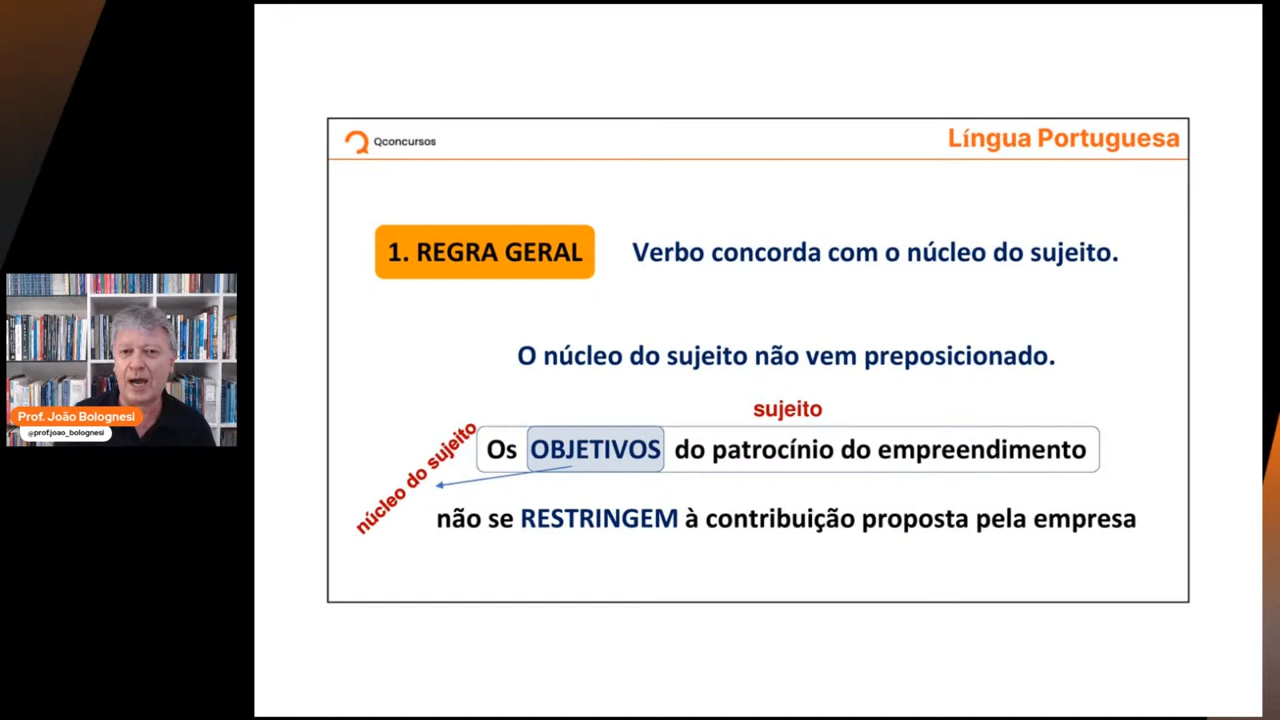 Qconcursos
Língua Portuguesa
1. REGRA GERAL
Verbo concorda com o núcleo do sujeito.
O núcleo do sujeito não vem preposicionado.
sujeito
Os OBJETIVOS do patrocínio do empreendimento
núcleo do sujeito
não se RESTRINGEM à contribuição proposta pela empresa
Prof. João Bolognesi
@prof.joao_bolognesi